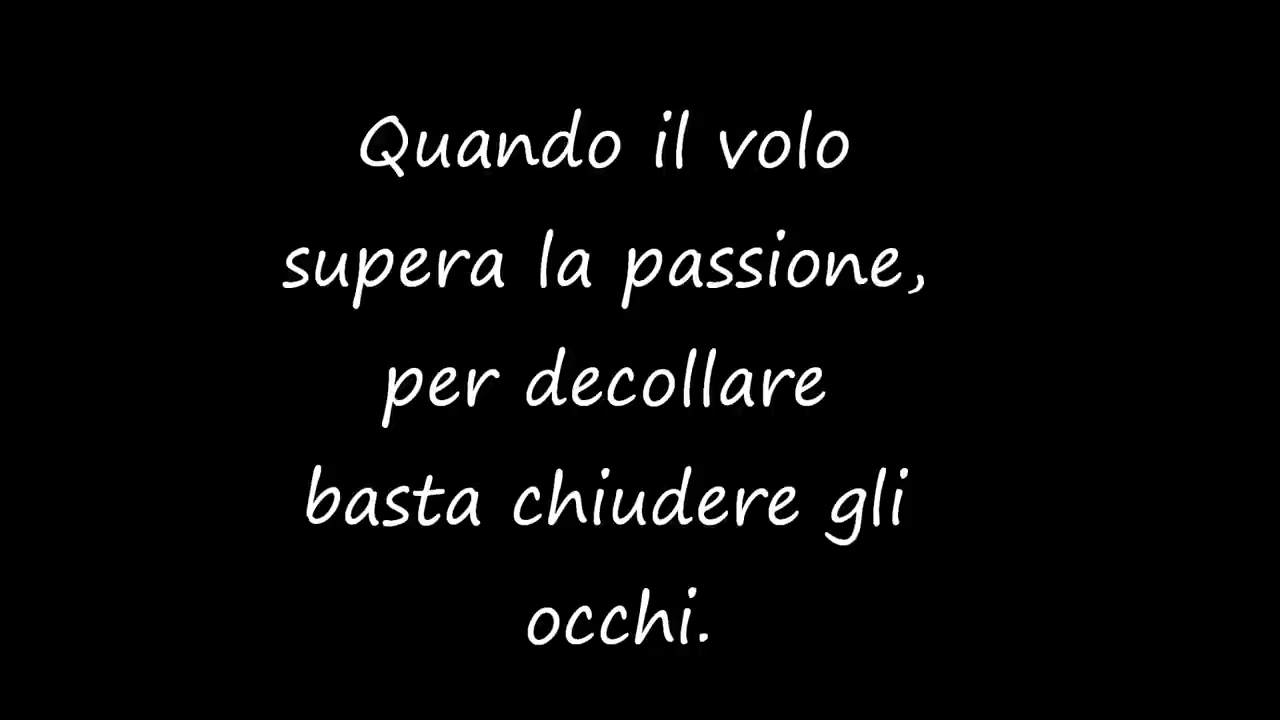 Quando il volo
supera la passione,
per decollare
basta chiudere gli
occhi.